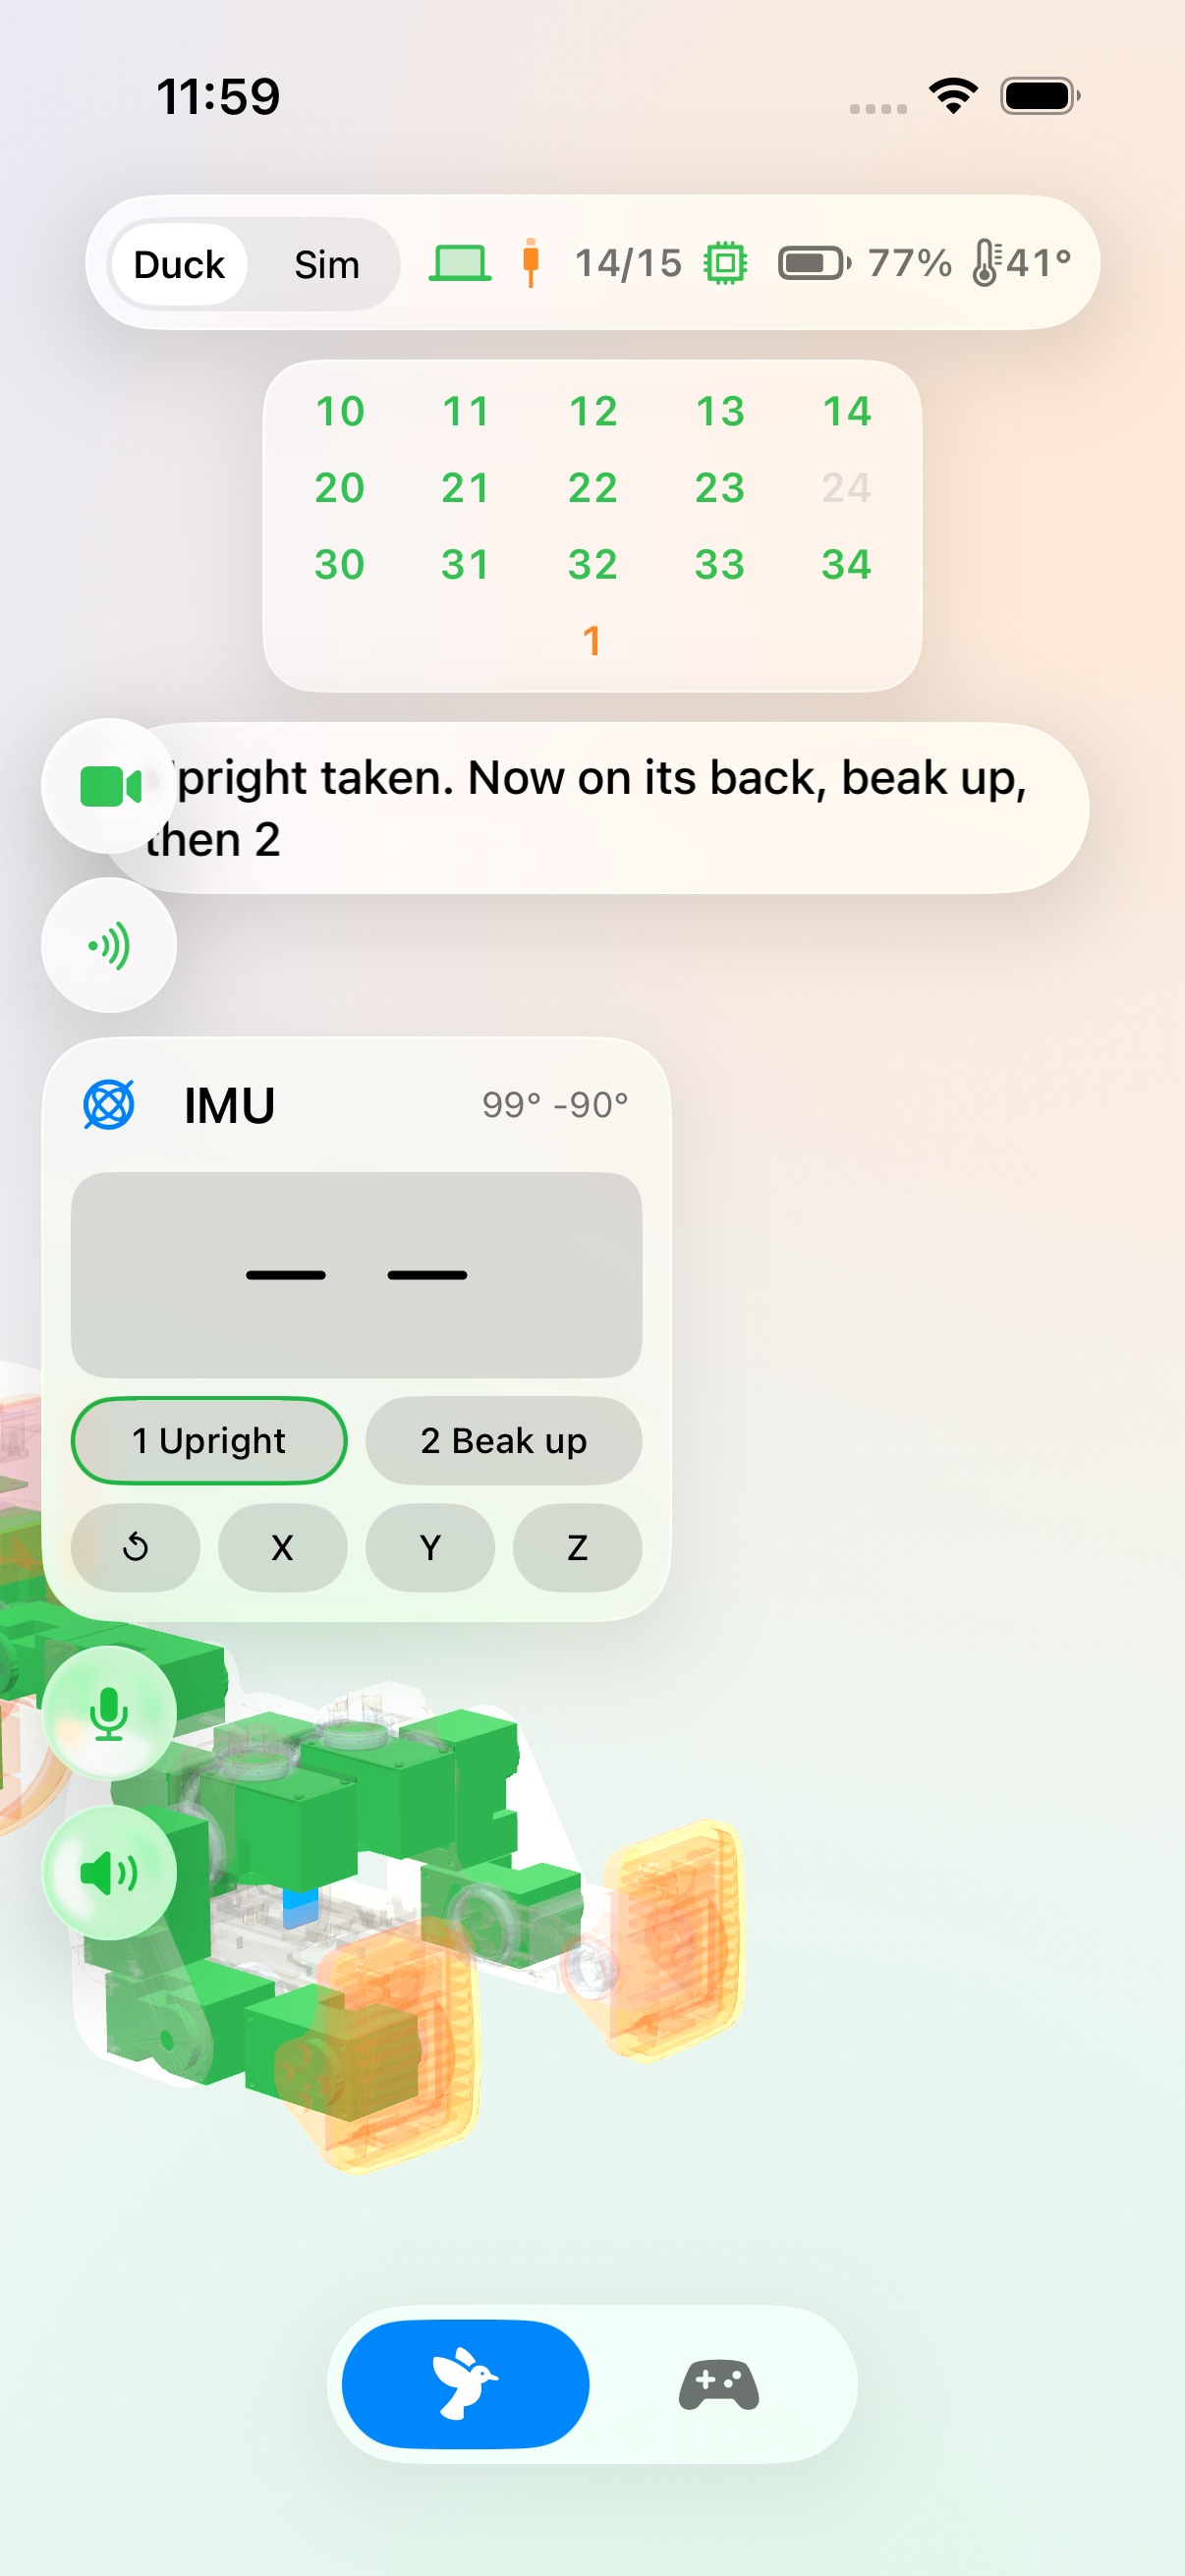 11:59
Duck Sim 14/15 77% 41°
10 11 12 13 14
20 21 22 23 24
30 31 32 33 34
1
pright taken. Now on its back, beak up,
then 2
IMU 99° -90°
1 Upright 2 Beak up
X Y Z